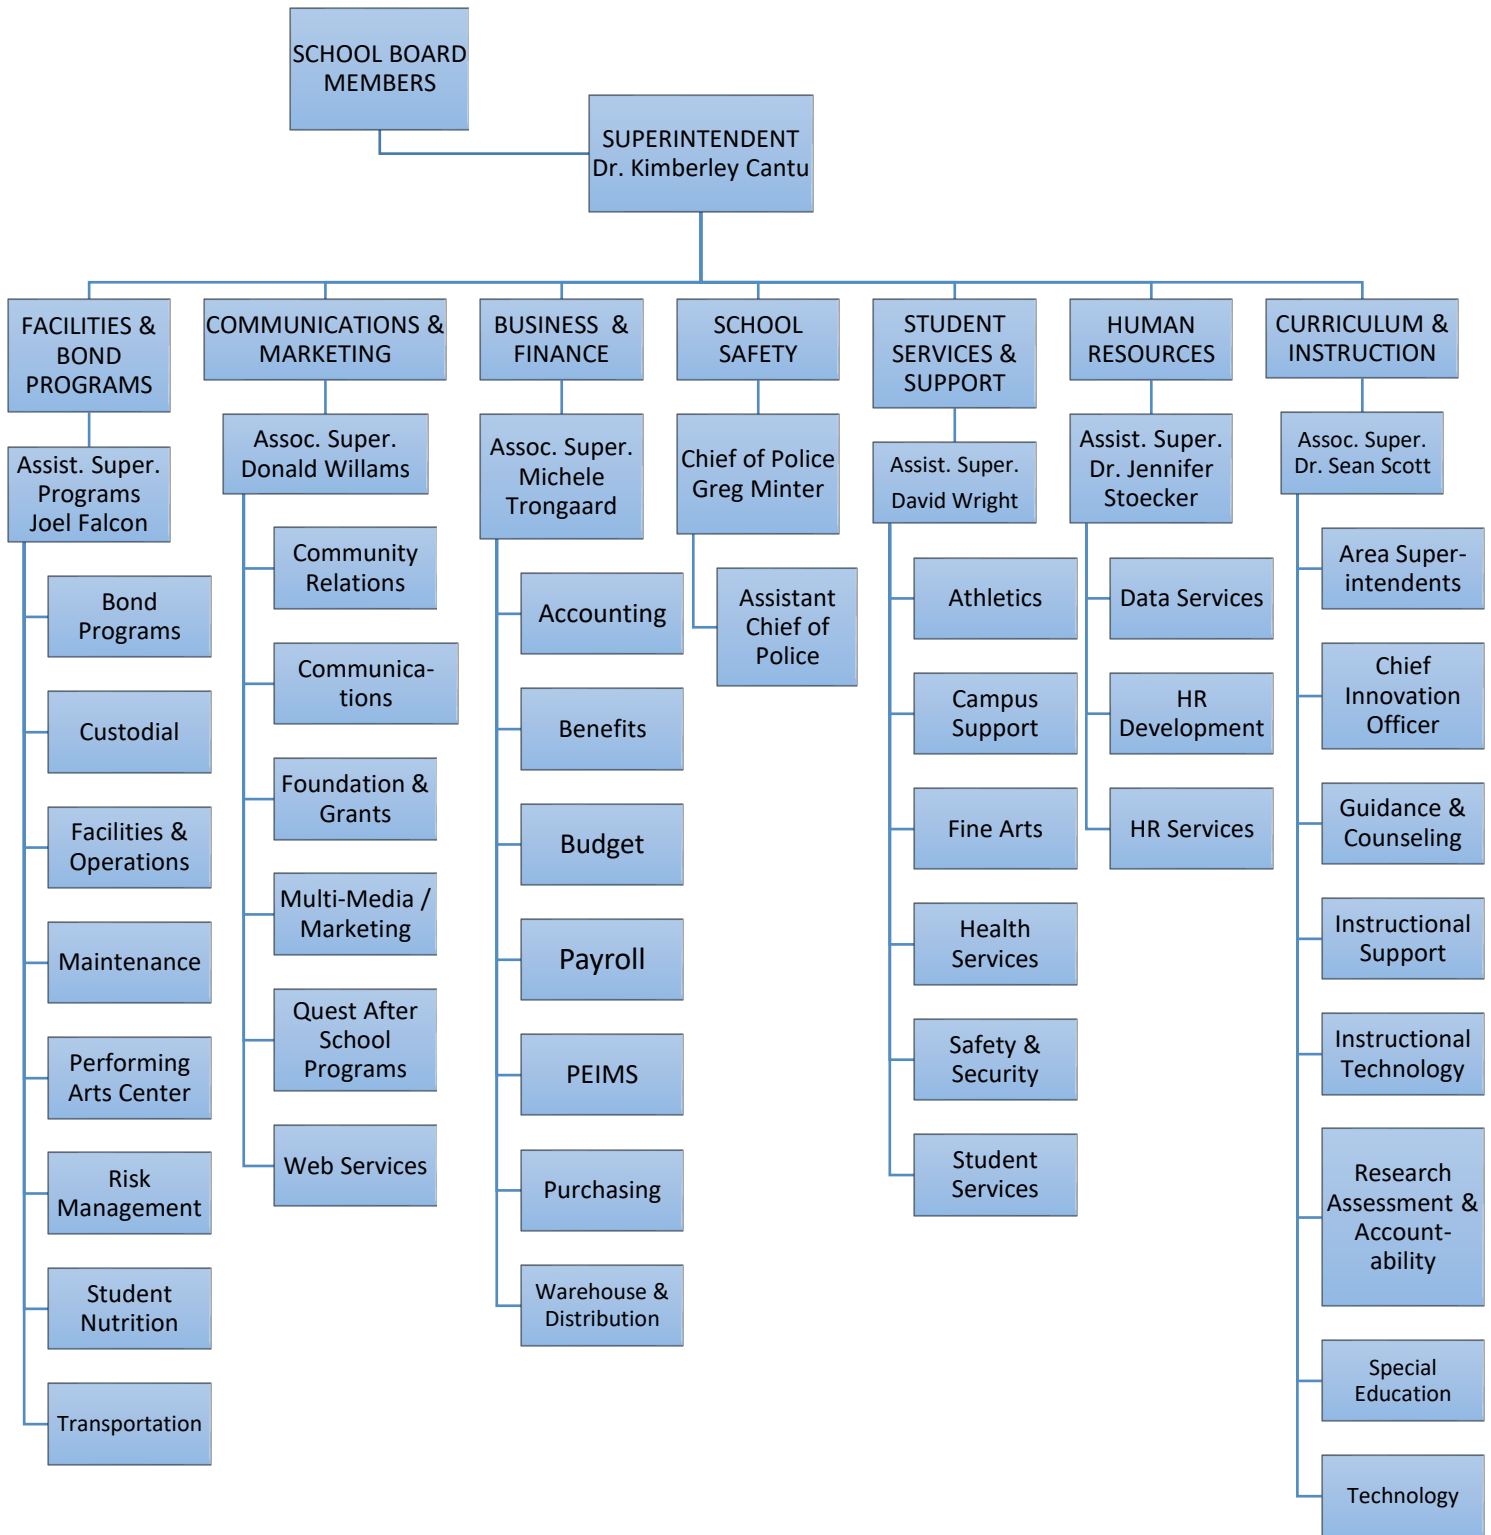 SCHOOL BOARD
MEMBERS
SUPERINTENDENT
Dr. Kimberley Cantu
FACILITIES &
BOND
PROGRAMS
Assist. Super.
Programs
Joel Falcon
Bond
Programs
Custodial
Facilities &
Operations
Maintenance
Performing
Arts Center
Risk
Management
Student
Nutrition
Transportation
COMMUNICATIONS &
MARKETING
Assoc. Super.
Donald Willams
Community
Relations
Communica-
tions
Foundation &
Grants
Multi-Media /
Marketing
Quest After
School
Programs
Web Services
BUSINESS &
FINANCE
Assoc. Super.
Michele
Trongaard
Accounting
Benefits
Budget
Payroll
PEIMS
Purchasing
Warehouse &
Distribution
SCHOOL
SAFETY
Chief of Police
Greg Minter
Assistant
Chief of
Police
STUDENT
SERVICES &
SUPPORT
Assist. Super.
David Wright
Athletics
Campus
Support
Fine Arts
Health
Services
Safety &
Security
Student
Services
HUMAN
RESOURCES
Assist. Super.
Dr. Jennifer
Stoecker
Data Services
HR
Development
HR Services
CURRICULUM &
INSTRUCTION
Assoc. Super.
Dr. Sean Scott
Area Super-
intendents
Chief
Innovation
Officer
Guidance &
Counseling
Instructional
Support
Instructional
Technology
Research
Assessment &
Account-
ability
Special
Education
Technology